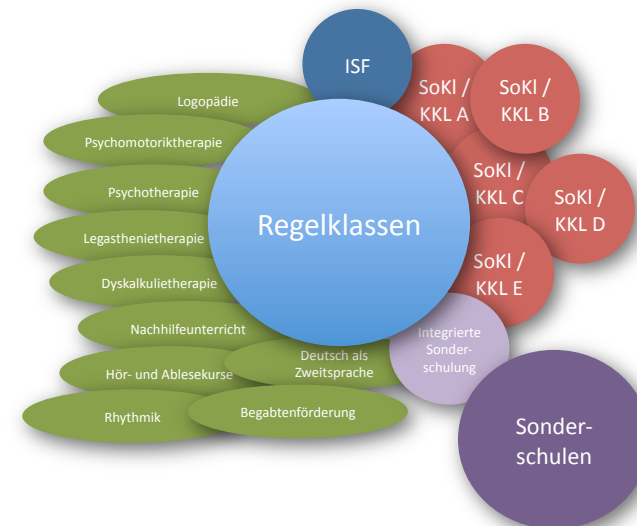 ISF
SoKl /
KKL A
SoKl /
KKL B
SoKl /
KKL C
SoKl /
KKL D
SoKl /
KKL E
Logopädie
Psychomotoriktherapie
Psychotherapie
Legasthenietherapie
Dyskalkulietherapie
Nachhilfeunterricht
Hör- und Ablesekurse
Rhythmik
Regelklassen
Deutsch als
Zweitsprache
Begabtenförderung
Integrierte
Sonder-
schulung
Sonder-
schulen